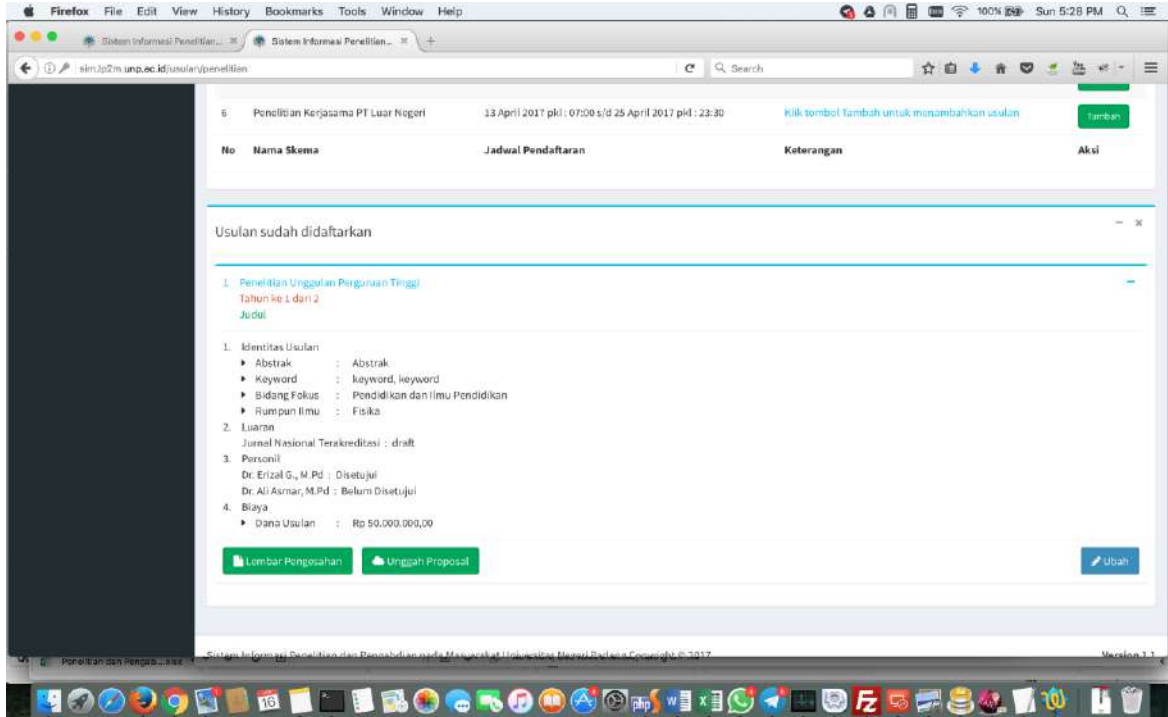 Firefox File Edit View History Bookmarks Tools Window Help 100% Sun 5:28 PM
Sistem Informasi Penelitian... × Sistem Informasi Penelitian... × +
simlp2m.unp.ac.id/usulan/penelitian Search
6 Penelitian Kerjasama PT Luar Negeri 13 April 2017 pkl : 07:00 s/d 25 April 2017 pkl : 23:30 Klik tombol Tambah untuk menambahkan usulan Tambah
No Nama Skema Jadwal Pendaftaran Keterangan Aksi
Usulan sudah didaftarkan
1. Penelitian Unggulan Perguruan Tinggi
Tahun ke 1 dari 2
Judul
1. Identitas Usulan
Abstrak : Abstrak
Keyword : keyword, keyword
Bidang Fokus : Pendidikan dan Ilmu Pendidikan
Rumpun Ilmu : Fisika
2. Luaran
Jurnal Nasional Terakreditasi : draft
3. Personil
Dr. Erizal G., M.Pd : Disetujui
Dr. Ali Asmar, M.Pd : Belum Disetujui
4. Biaya
Dana Usulan : Rp 50.000.000,00
Lembar Pengesahan Unggah Proposal Ubah
Sistem Informasi Penelitian dan Pengabdian pada Masyarakat Universitas Negeri Padang Copyright © 2017 Version 1.1
Penelitian dan Pengab....xlsx
16 php